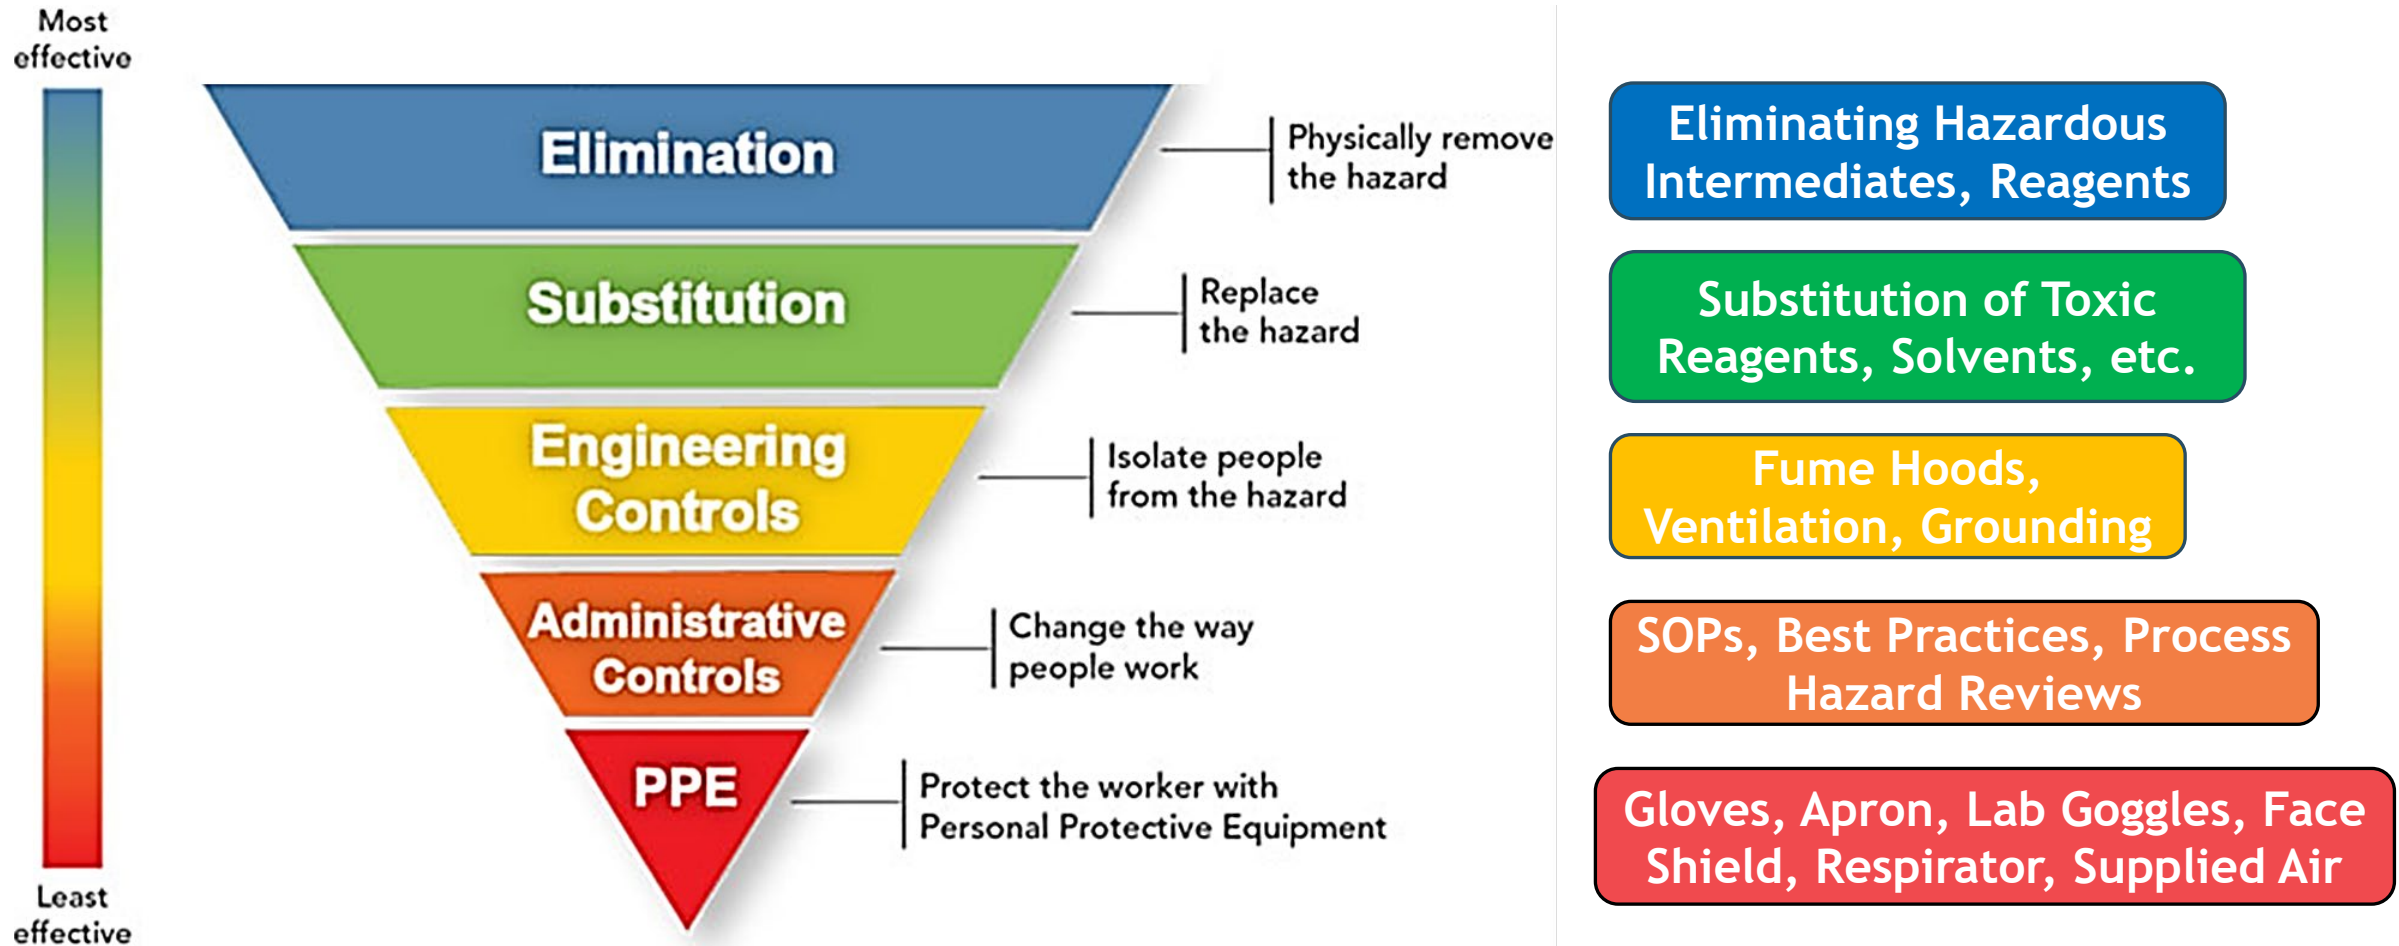 Most
effective
Elimination
Physically remove
the hazard
Eliminating Hazardous
Intermediates, Reagents
Substitution
Replace
the hazard
Substitution of Toxic
Reagents, Solvents, etc.
Engineering
Controls
Isolate people
from the hazard
Fume Hoods,
Ventilation, Grounding
Administrative
Controls
Change the way
people work
SOPs, Best Practices, Process
Hazard Reviews
PPE
Protect the worker with
Personal Protective Equipment
Gloves, Apron, Lab Goggles, Face
Shield, Respirator, Supplied Air
Least
effective